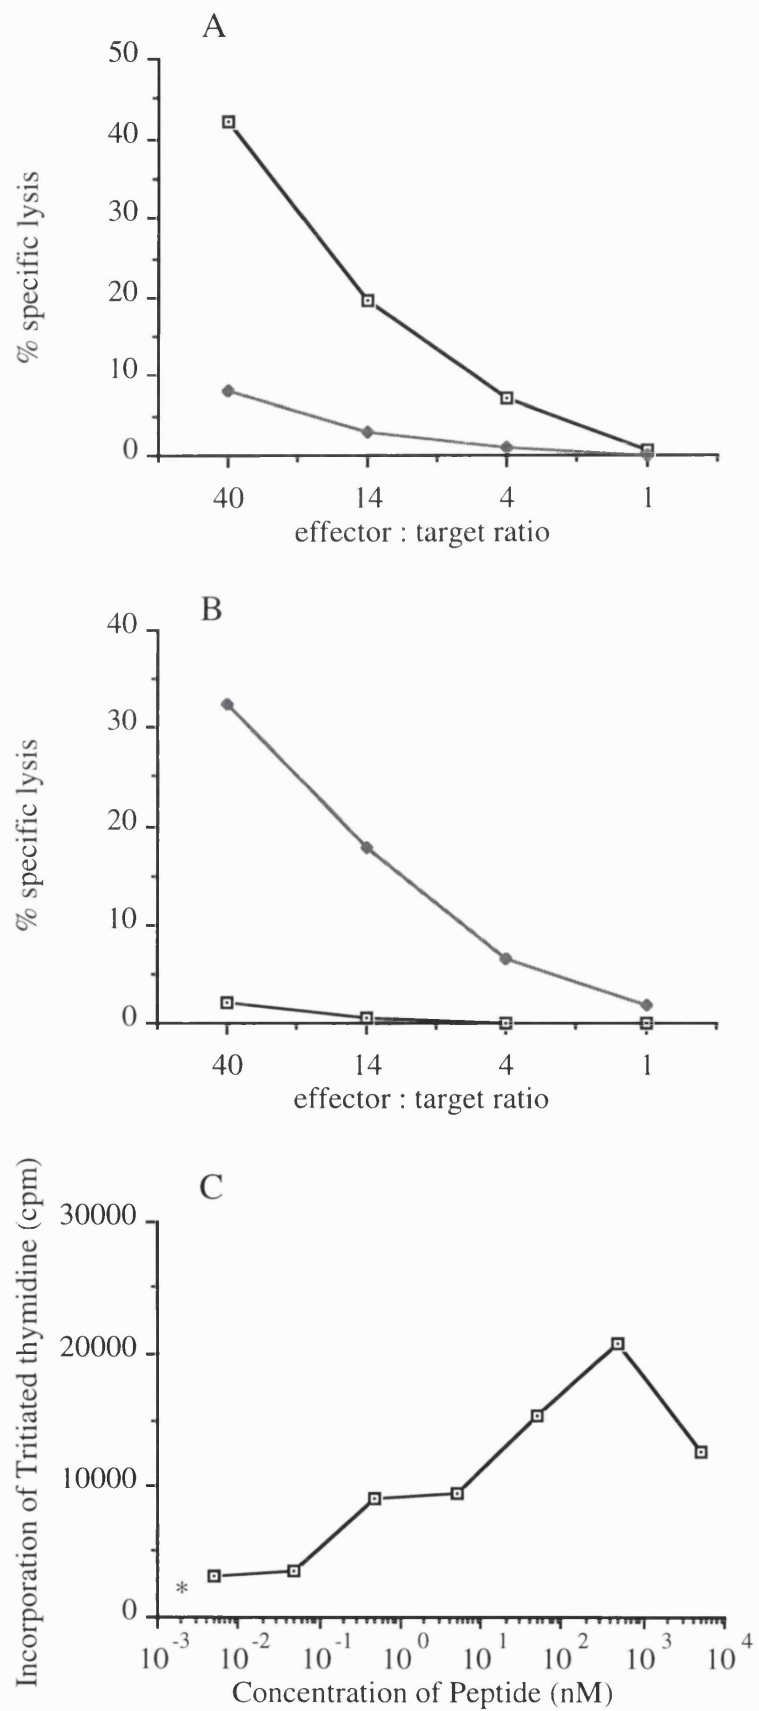 A
50
40
30
20
10
0
% specific lysis
40 14 4 1
effector : target ratio
B
40
30
20
10
0
% specific lysis
40 14 4 1
effector : target ratio
C
30000
20000
10000
0
Incorporation of Tritiated thymidine (cpm)
*
10^-3 10^-2 10^-1 10^0 10^1 10^2 10^3 10^4
Concentration of Peptide (nM)